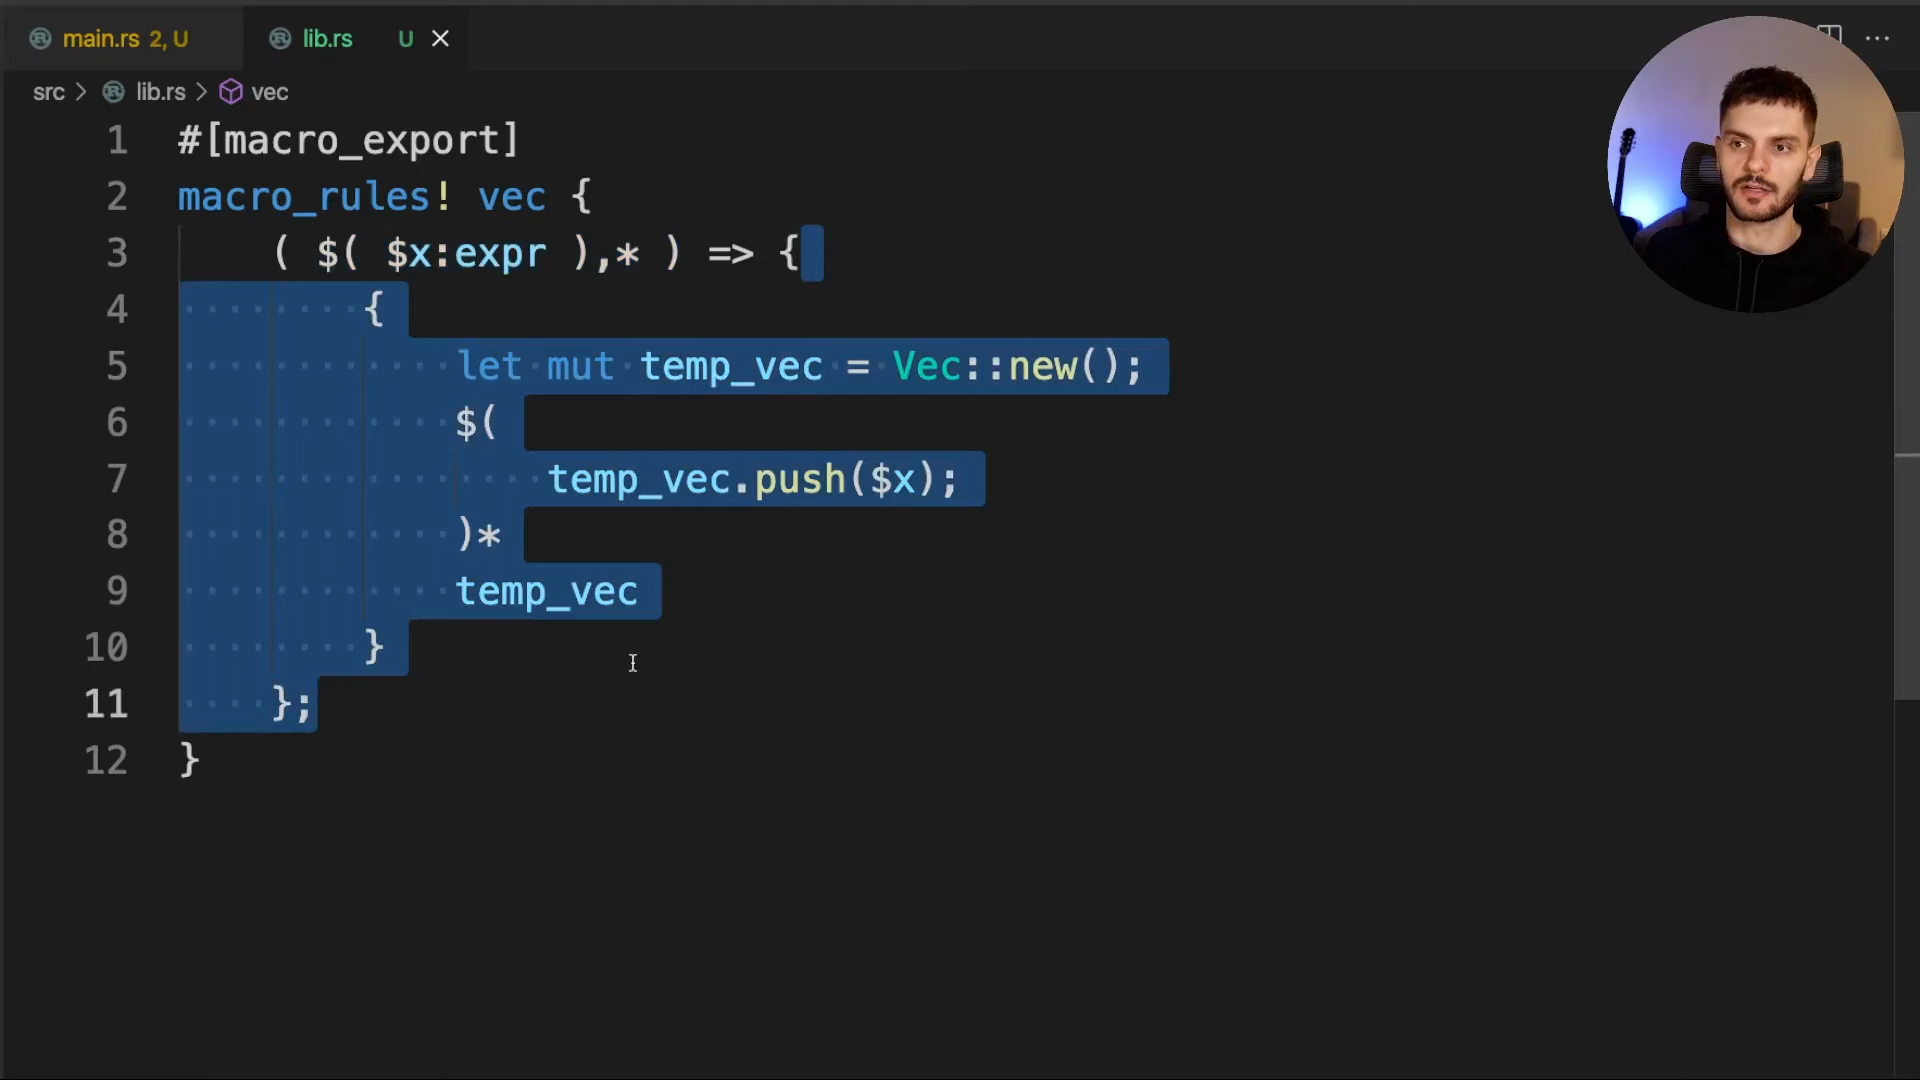 main.rs 2, U lib.rs U
src > lib.rs > vec
1 #[macro_export]
2 macro_rules! vec {
3 ( $( $x:expr ),* ) => {
4 {
5 let mut temp_vec = Vec::new();
6 $(
7 temp_vec.push($x);
8 )*
9 temp_vec
10 }
11 };
12 }